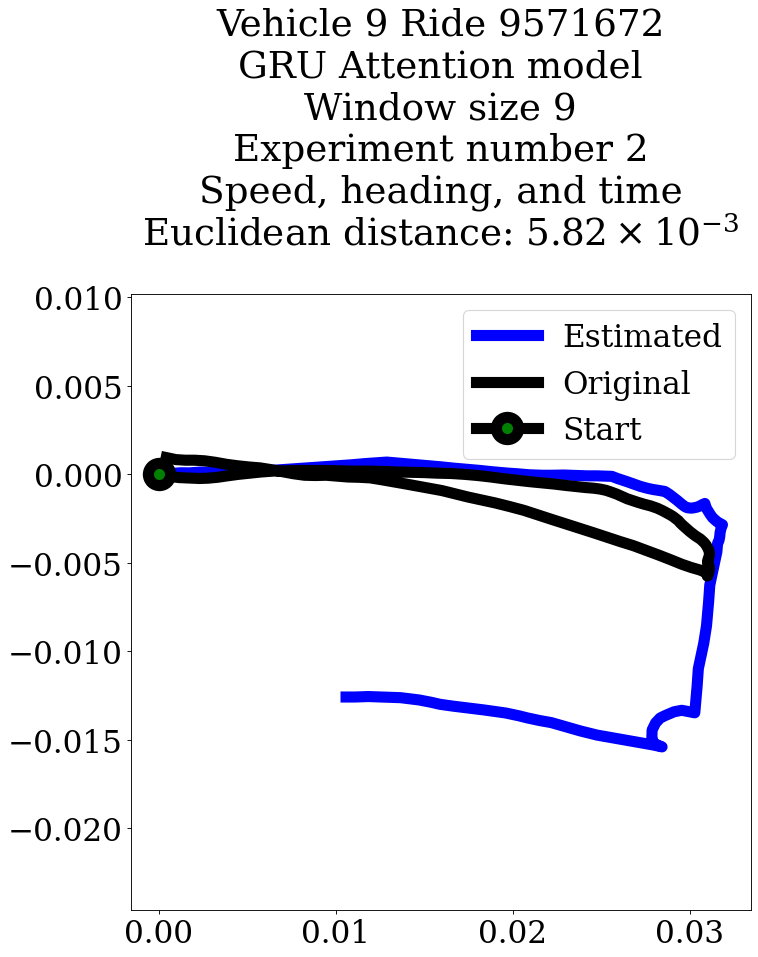 Vehicle 9 Ride 9571672
GRU Attention model
Window size 9
Experiment number 2
Speed, heading, and time
Euclidean distance: 5.82 × 10⁻³
0.010
0.005
0.000
−0.005
−0.010
−0.015
−0.020
Estimated
Original
Start
0.00 0.01 0.02 0.03